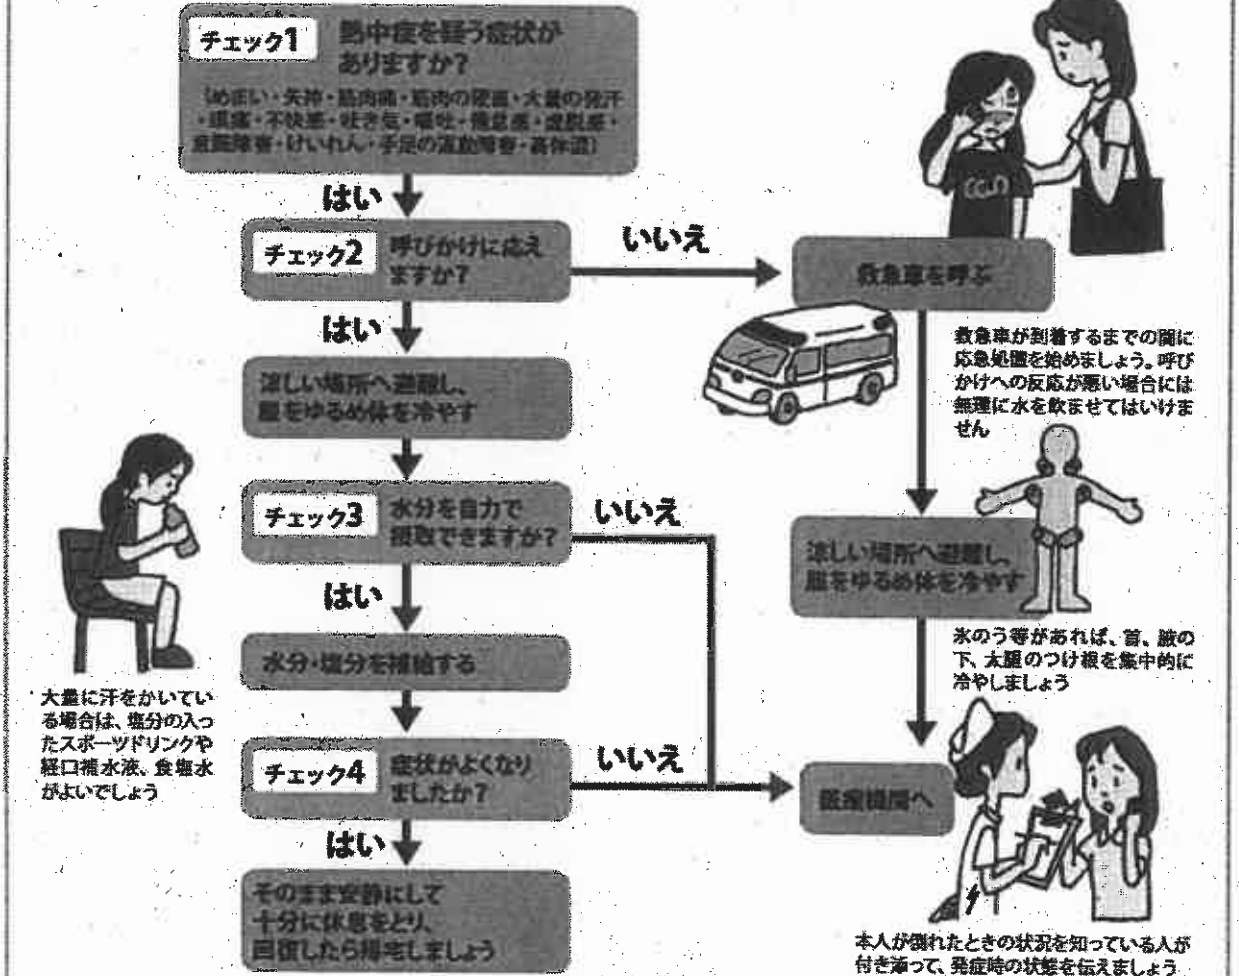 チェック1
熱中症を疑う症状が
ありますか?
(めまい・失神・筋肉痛・筋肉の硬直・大量の発汗
・頭痛・不快感・吐き気・嘔吐・倦怠感・虚脱感・
意識障害・けいれん・手足の運動障害・高体温)
はい
チェック2
呼びかけに応え
ますか?
いいえ
救急車を呼ぶ
はい
救急車が到着するまでの間に
応急処置を始めましょう。呼び
かけへの反応が悪い場合には
無理に水を飲ませてはいけま
せん
涼しい場所へ避難し、
服をゆるめ体を冷やす
チェック3
水分を自力で
摂取できますか?
いいえ
涼しい場所へ避難し、
服をゆるめ体を冷やす
はい
氷のう等があれば、首、腋の
下、太腿のつけ根を集中的に
冷やしましょう
水分・塩分を補給する
大量に汗をかいてい
る場合は、塩分の入っ
たスポーツドリンクや
経口補水液、食塩水
がよいでしょう
チェック4
症状がよくなり
ましたか?
いいえ
医療機関へ
はい
そのまま安静にして
十分に休息をとり、
回復したら帰宅しましょう
本人が倒れたときの状況を知っている人が
付き添って、発症時の状態を伝えましょう